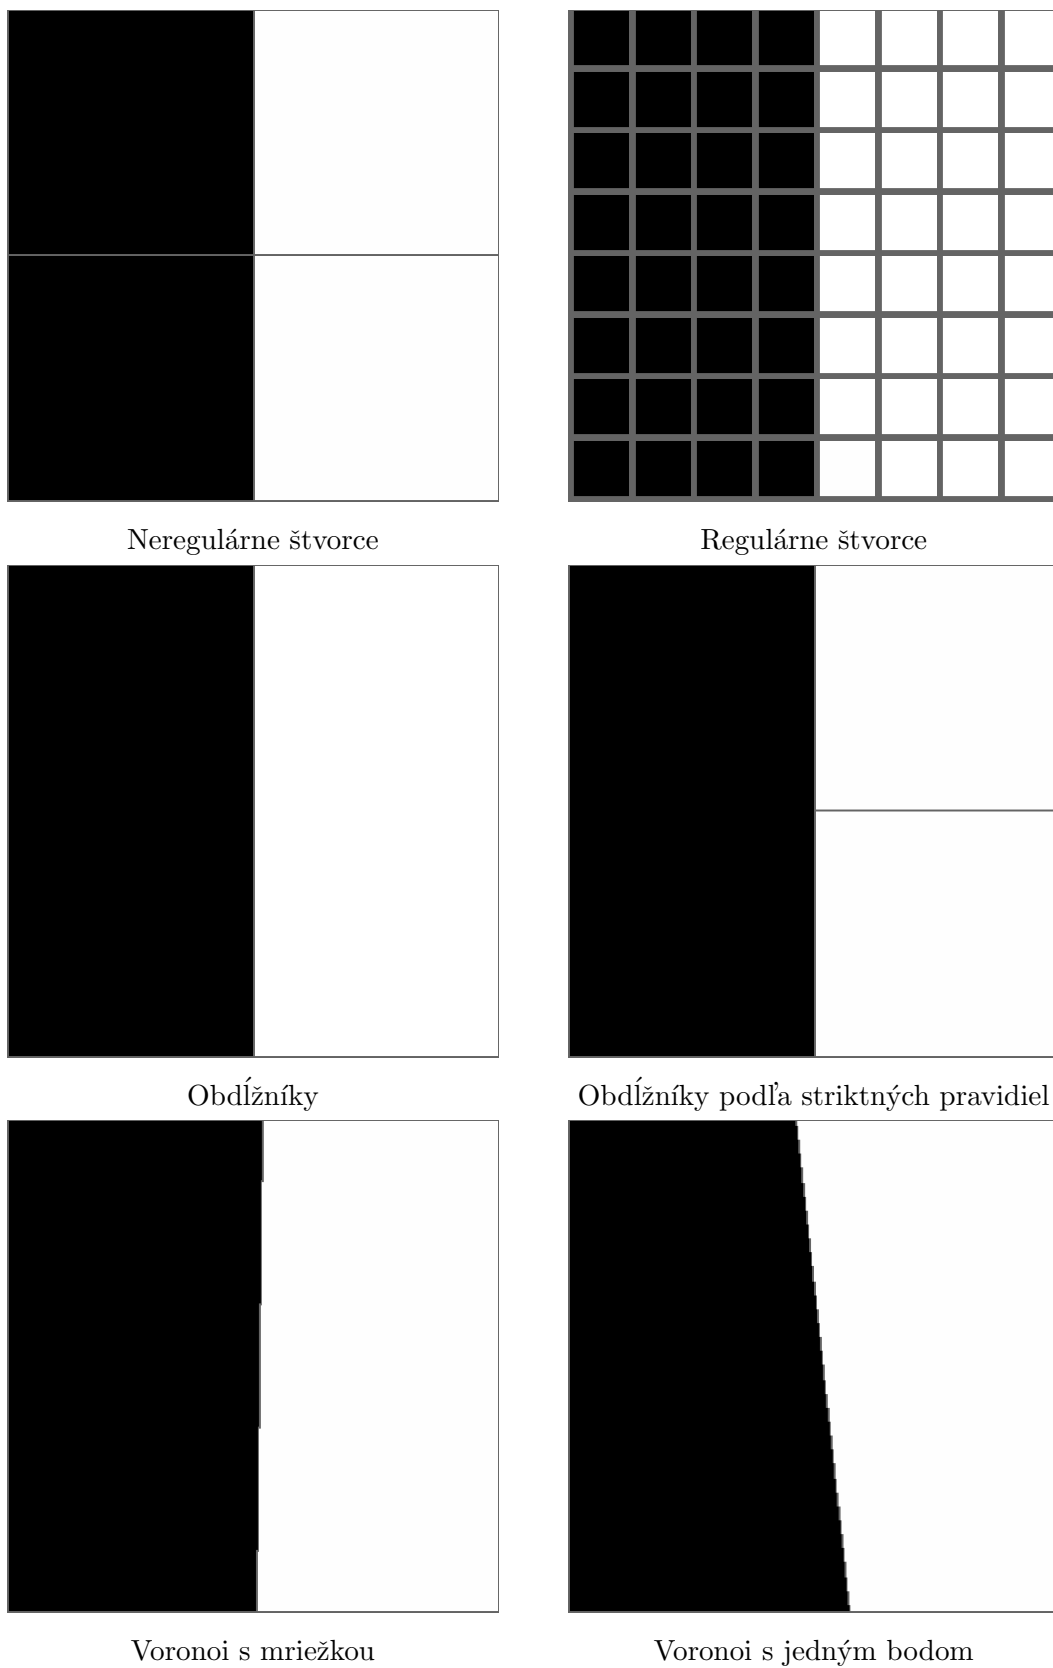 Neregulárne štvorce
Regulárne štvorce
Obdĺžníky
Obdĺžníky podľa striktných pravidiel
Voronoi s mriežkou
Voronoi s jedným bodom